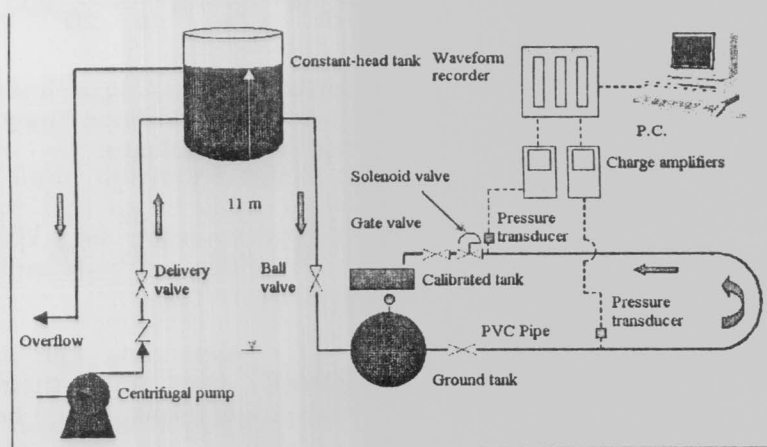 Constant-head tank
Waveform
recorder
P.C.
Charge amplifiers
Solenoid valve
11 m
Gate valve
Pressure
transducer
Delivery
valve
Ball
valve
Calibrated tank
Pressure
transducer
Overflow
PVC Pipe
Ground tank
Centrifugal pump